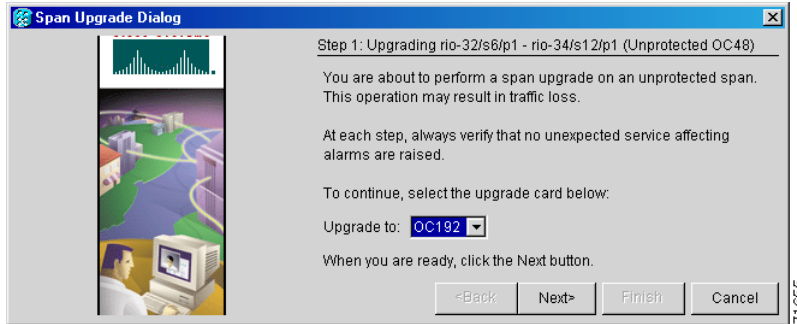 Span Upgrade Dialog
Step 1: Upgrading rio-32/s6/p1 - rio-34/s12/p1 (Unprotected OC48)
You are about to perform a span upgrade on an unprotected span.
This operation may result in traffic loss.
At each step, always verify that no unexpected service affecting
alarms are raised.
To continue, select the upgrade card below:
Upgrade to: OC192
When you are ready, click the Next button.
<Back Next> Finish Cancel